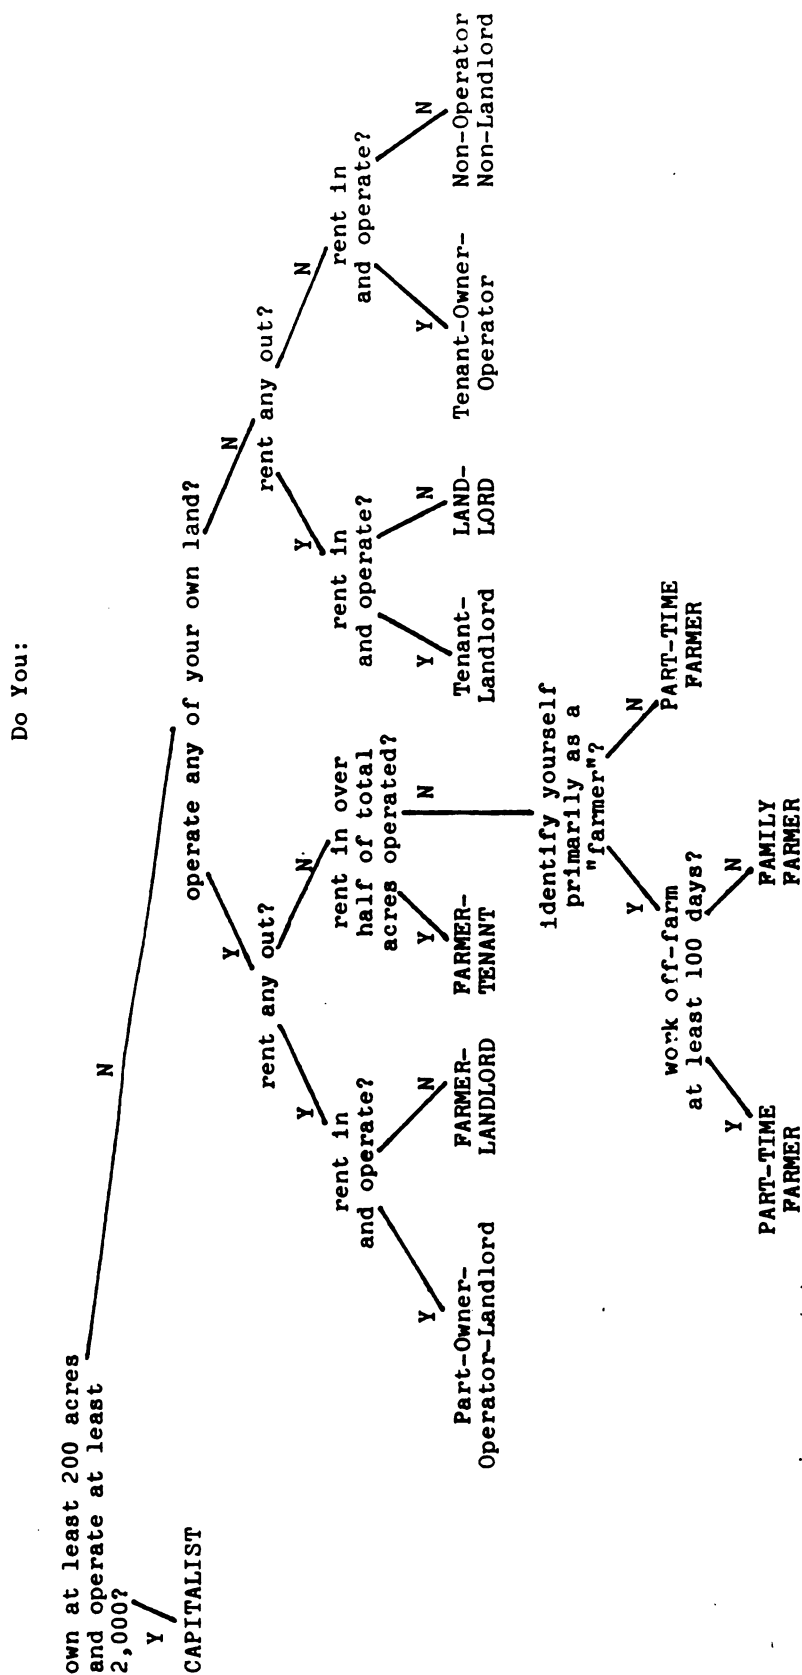 Do You:
own at least 200 acres
and operate at least
2,000?
Y
N
CAPITALIST
operate any of your own land?
Y
N
rent any out?
rent any out?
Y
N
Y
N
rent in
and operate?
rent in over
half of total
acres operated?
rent in
and operate?
rent in
and operate?
Y
N
Y
N
Y
N
Y
N
Part-Owner-
Operator-Landlord
FARMER-
LANDLORD
FARMER-
TENANT
Tenant-
Landlord
LAND-
LORD
Tenant-Owner-
Operator
Non-Operator
Non-Landlord
identify yourself
primarily as a
"farmer"?
Y
N
work off-farm
at least 100 days?
PART-TIME
FARMER
Y
N
PART-TIME
FARMER
FAMILY
FARMER